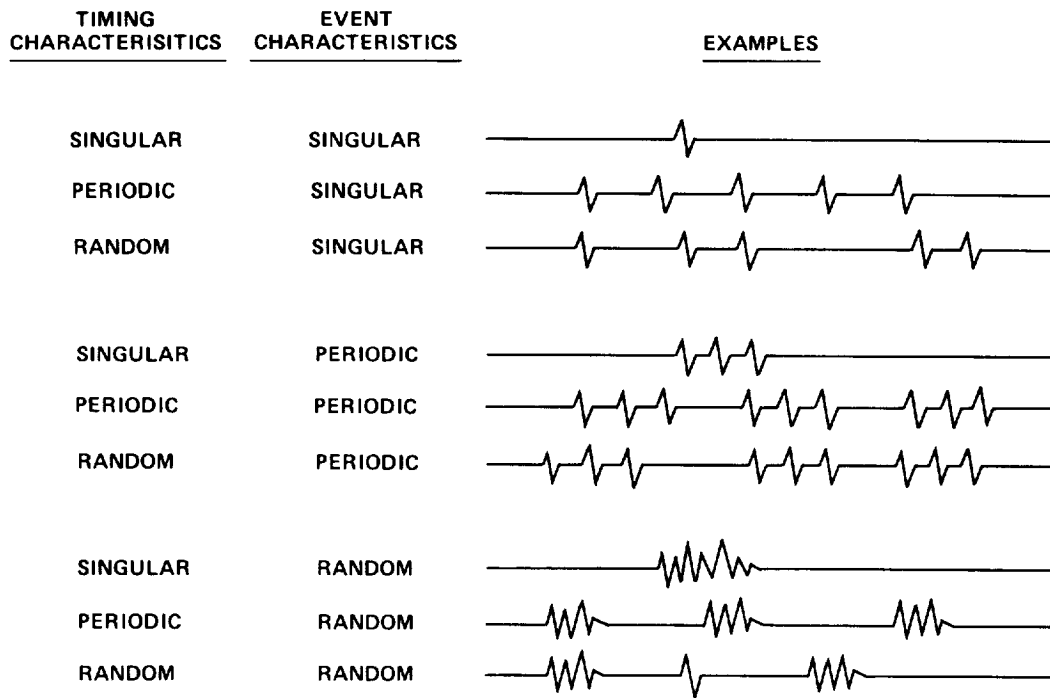 TIMING CHARACTERISITICS EVENT CHARACTERISTICS EXAMPLES
SINGULAR SINGULAR
PERIODIC SINGULAR
RANDOM SINGULAR
SINGULAR PERIODIC
PERIODIC PERIODIC
RANDOM PERIODIC
SINGULAR RANDOM
PERIODIC RANDOM
RANDOM RANDOM